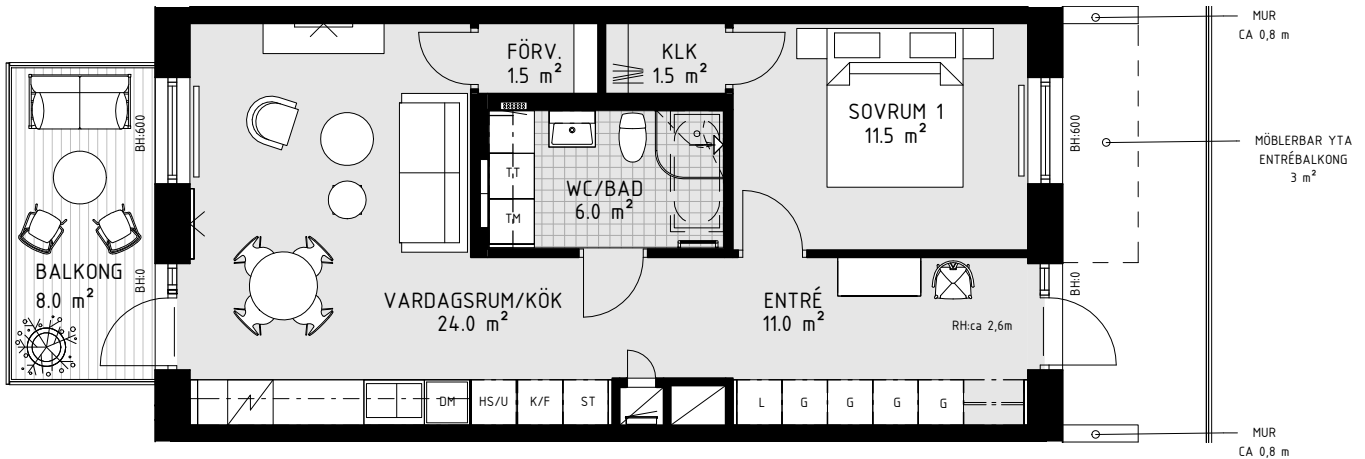 MUR
CA 0,8 m
FÖRV.
1.5 m²
KLK
1.5 m²
SOVRUM 1
11.5 m²
BH:600
BH:600
MÖBLERBAR YTA
ENTRÉBALKONG
3 m²
TT
TM
WC/BAD
6.0 m²
BALKONG
8.0 m²
BH:0
VARDAGSRUM/KÖK
24.0 m²
ENTRÉ
11.0 m²
BH:0
RH:ca 2,6m
DM
HS/U
K/F
ST
L
G
G
G
G
MUR
CA 0,8 m